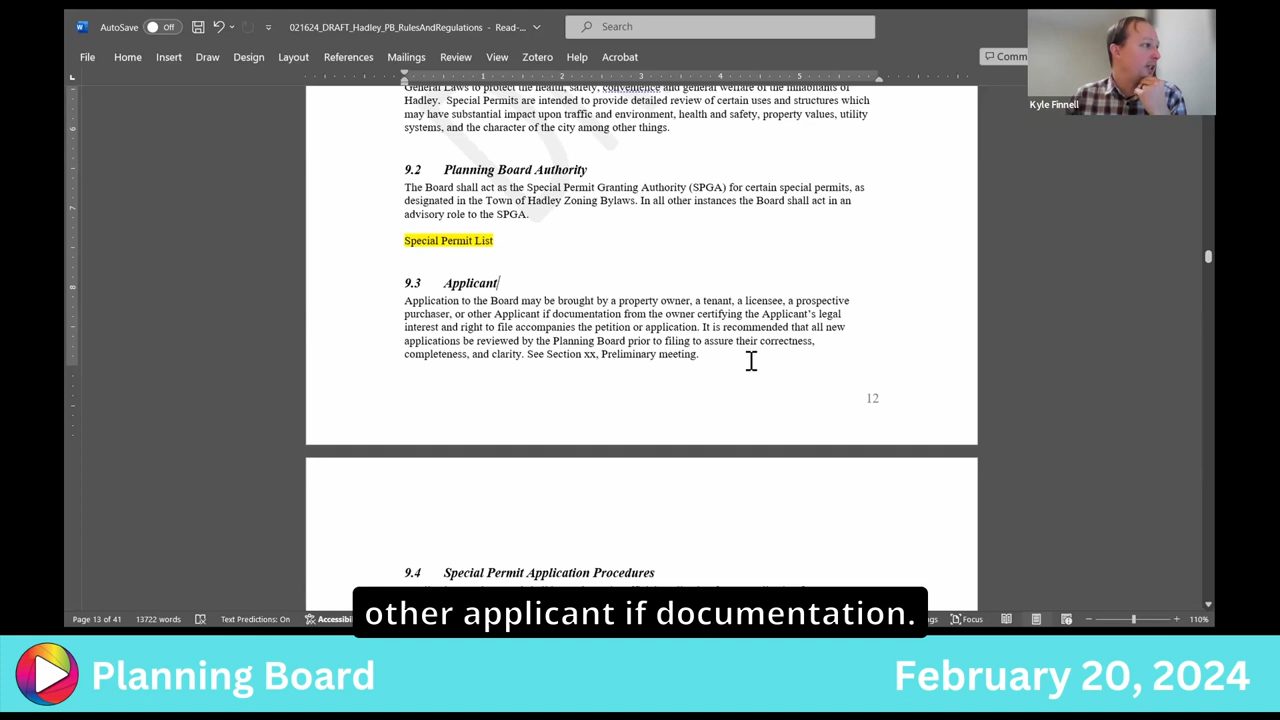 AutoSave Off 021624_DRAFT_Hadley_PB_RulesAndRegulations - Read-... Search
File Home Insert Draw Design Layout References Mailings Review View Zotero Help Acrobat Comm
Kyle Finnell
1 2 3 4 5
General Laws to protect the health, safety, convenience and general welfare of the inhabitants of
Hadley. Special Permits are intended to provide detailed review of certain uses and structures which
may have substantial impact upon traffic and environment, health and safety, property values, utility
systems, and the character of the city among other things.
9.2 Planning Board Authority
The Board shall act as the Special Permit Granting Authority (SPGA) for certain special permits, as
designated in the Town of Hadley Zoning Bylaws. In all other instances the Board shall act in an
advisory role to the SPGA.
Special Permit List
9.3 Applicant
Application to the Board may be brought by a property owner, a tenant, a licensee, a prospective
purchaser, or other Applicant if documentation from the owner certifying the Applicant's legal
interest and right to file accompanies the petition or application. It is recommended that all new
applications be reviewed by the Planning Board prior to filing to assure their correctness,
completeness, and clarity. See Section xx, Preliminary meeting.
12
9.4 Special Permit Application Procedures
other applicant if documentation.
Page 13 of 41 13722 words Text Predictions: On Accessibi ngs Focus 110%
Planning Board February 20, 2024